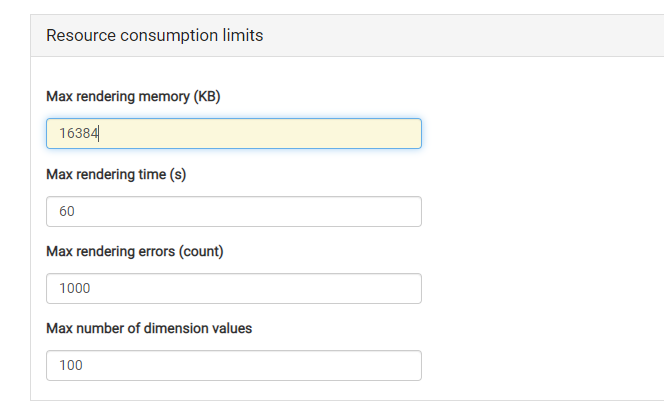 Resource consumption limits
Max rendering memory (KB)
16384
Max rendering time (s)
60
Max rendering errors (count)
1000
Max number of dimension values
100